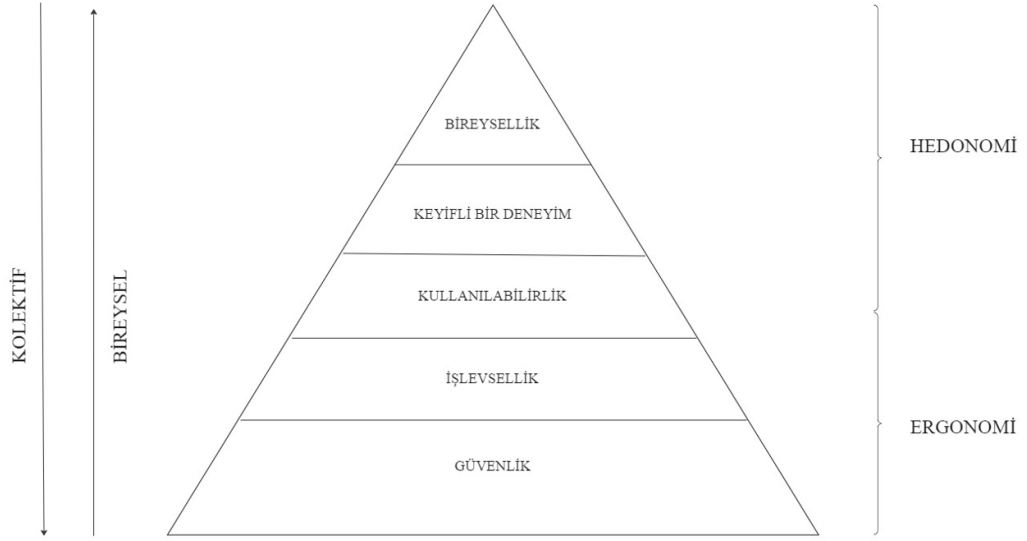 BİREYSELLİK
HEDONOMİ
KEYİFLİ BİR DENEYİM
KOLEKTİF
BİREYSEL
KULLANILABİLİRLİK
İŞLEVSELLİK
ERGONOMİ
GÜVENLİK